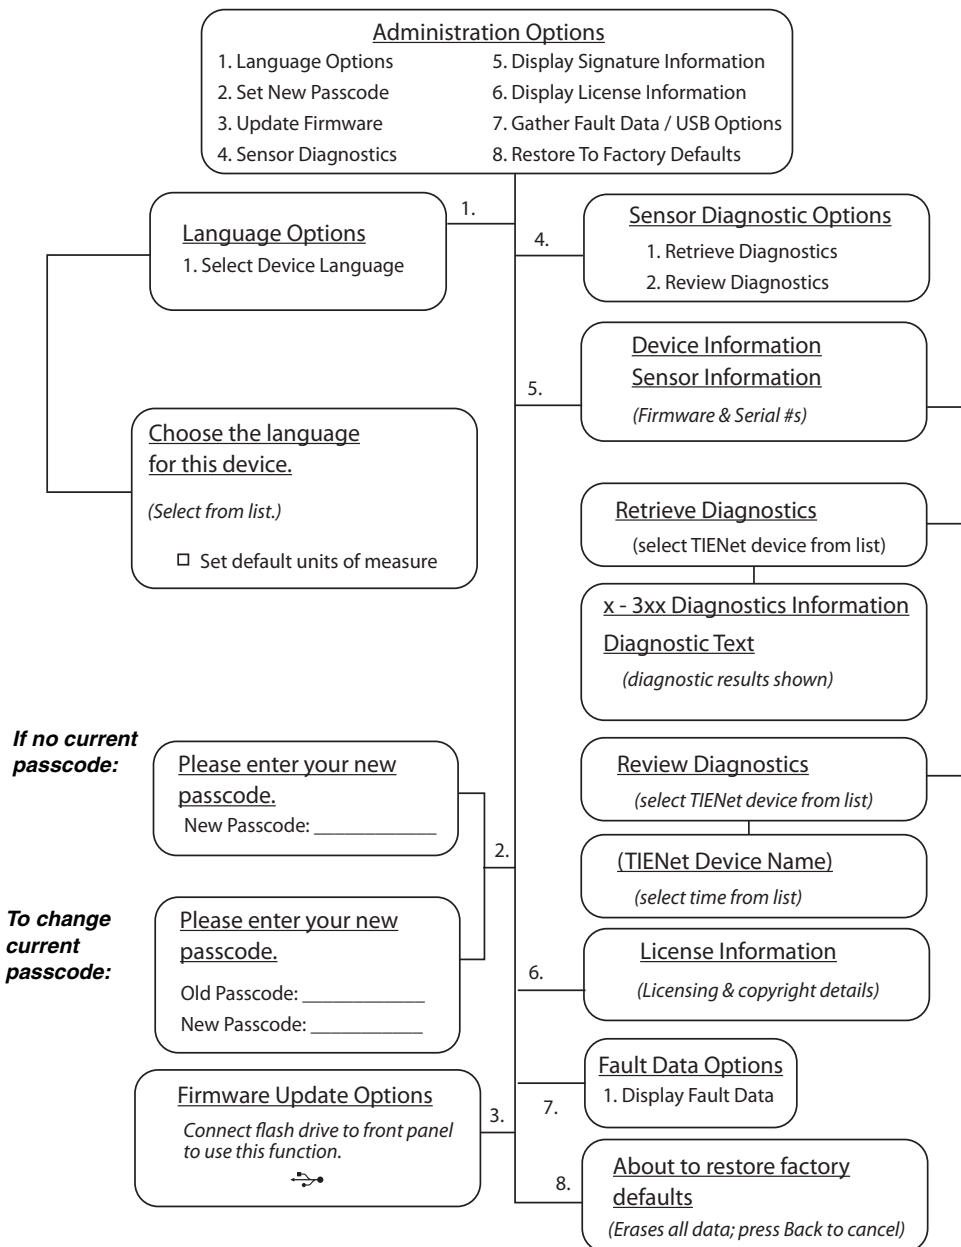 Administration Options
1. Language Options
2. Set New Passcode
3. Update Firmware
4. Sensor Diagnostics
5. Display Signature Information
6. Display License Information
7. Gather Fault Data / USB Options
8. Restore To Factory Defaults
1.
Language Options
1. Select Device Language
Choose the language
for this device.
(Select from list.)
Set default units of measure
4.
Sensor Diagnostic Options
1. Retrieve Diagnostics
2. Review Diagnostics
5.
Device Information
Sensor Information
(Firmware & Serial #s)
Retrieve Diagnostics
(select TIENet device from list)
x - 3xx Diagnostics Information
Diagnostic Text
(diagnostic results shown)
Review Diagnostics
(select TIENet device from list)
(TIENet Device Name)
(select time from list)
If no current
passcode:
Please enter your new
passcode.
New Passcode: ____________
2.
To change
current
passcode:
Please enter your new
passcode.
Old Passcode: ____________
New Passcode: ___________
6.
License Information
(Licensing & copyright details)
3.
Firmware Update Options
Connect flash drive to front panel
to use this function.
7.
Fault Data Options
1. Display Fault Data
8.
About to restore factory
defaults
(Erases all data; press Back to cancel)